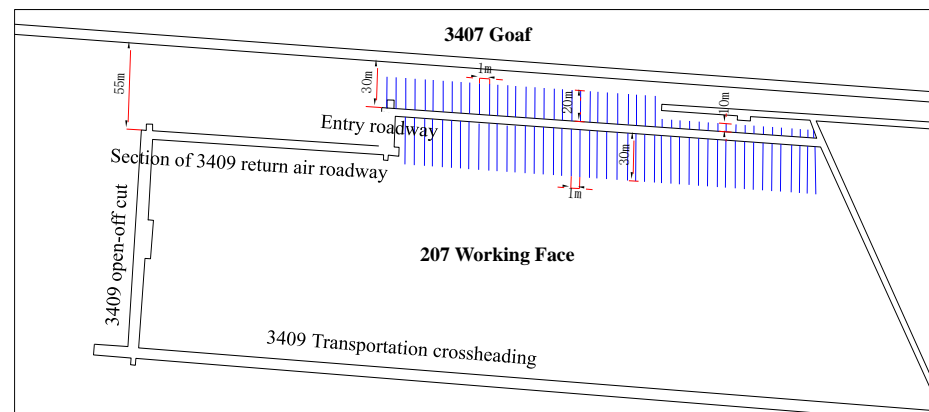 3407 Goaf
1m
55m
30m
20m
10m
Entry roadway
Section of 3409 return air roadway
30m
1m
3409 open-off cut
207 Working Face
3409 Transportation crossheading